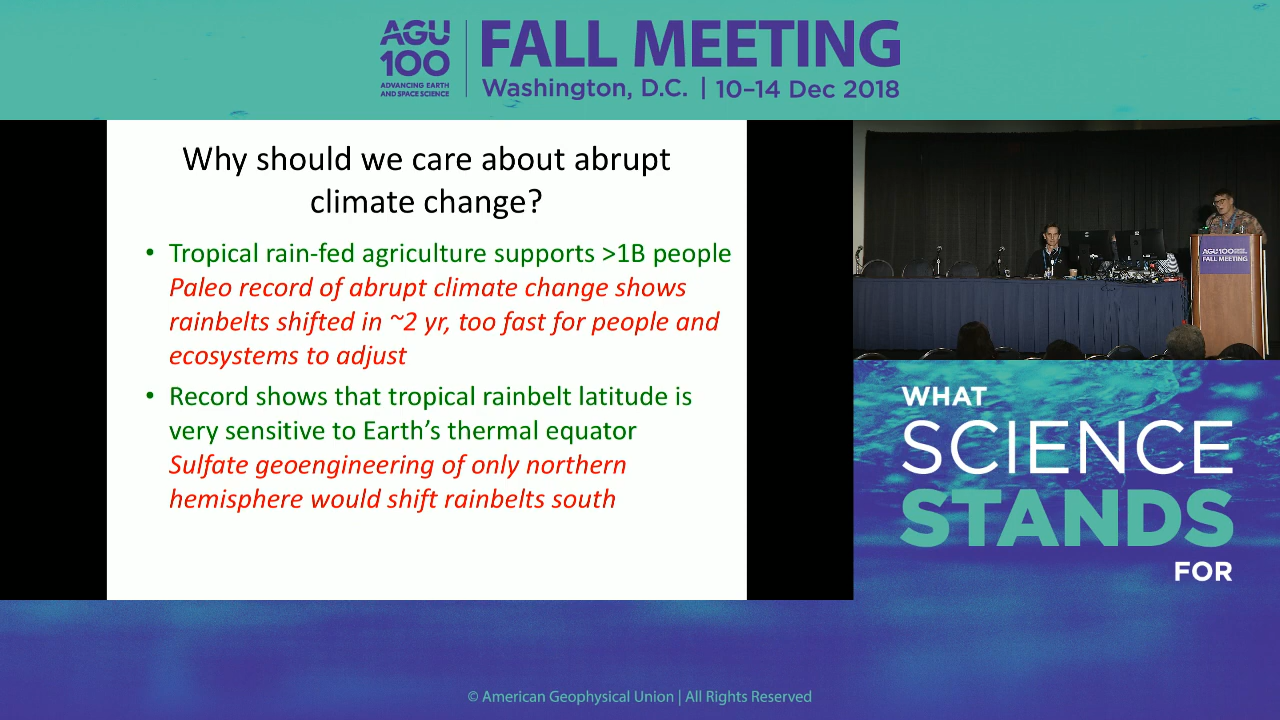 AGU
100
ADVANCING EARTH
AND SPACE SCIENCE
FALL MEETING
Washington, D.C. | 10–14 Dec 2018
Why should we care about abrupt
climate change?
• Tropical rain-fed agriculture supports >1B people
Paleo record of abrupt climate change shows
rainbelts shifted in ~2 yr, too fast for people and
ecosystems to adjust
• Record shows that tropical rainbelt latitude is
very sensitive to Earth’s thermal equator
Sulfate geoengineering of only northern
hemisphere would shift rainbelts south
AGU100
FALL MEETING
WHAT
SCIENCE
STANDS
FOR
© American Geophysical Union | All Rights Reserved